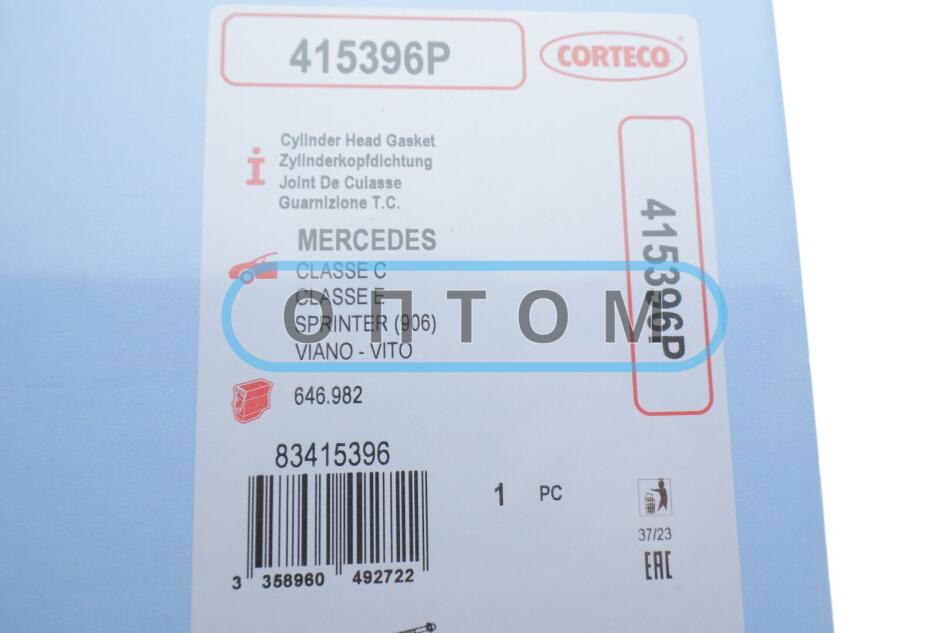 415396P
CORTECO
Cylinder Head Gasket
Zylinderkopfdichtung
Joint De Culasse
Guarnizione T.C.
MERCEDES
CLASSE C
CLASSE E
SPRINTER (906)
VIANO - VITO
ОПТОМ
415396P
646.982
83415396
1 PC
3 358960 492722
37/23
EAC